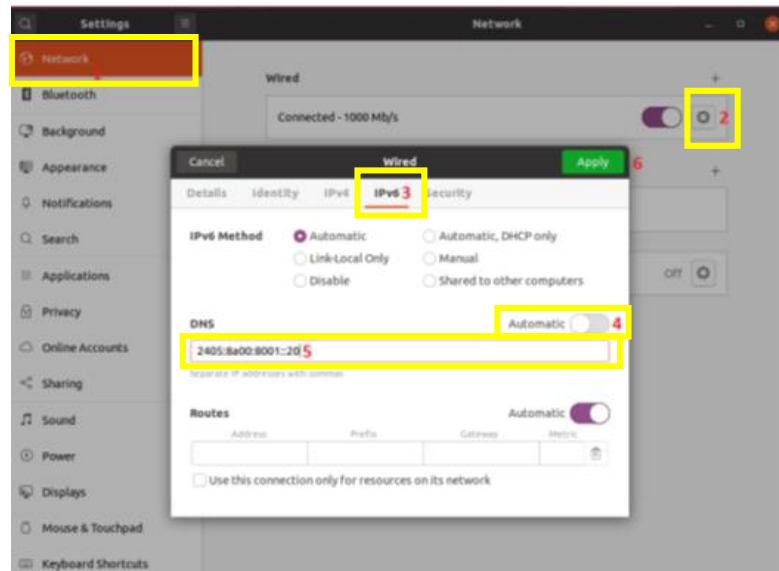 Settings
Network
Network
1
Bluetooth
Background
Appearance
Notifications
Search
Applications
Privacy
Online Accounts
Sharing
Sound
Power
Displays
Mouse & Touchpad
Keyboard Shortcuts
Wired
Connected - 1000 Mb/s
2
Off
Cancel
Wired
Apply
6
Details Identity IPv4 IPv6 3 Security
IPv6 Method
Automatic
Automatic, DHCP only
Link-Local Only
Manual
Disable
Shared to other computers
DNS
Automatic 4
2405:8a00:8001::20 5
Separate IP addresses with commas
Routes
Automatic
Address Prefix Gateway Metric
Use this connection only for resources on its network